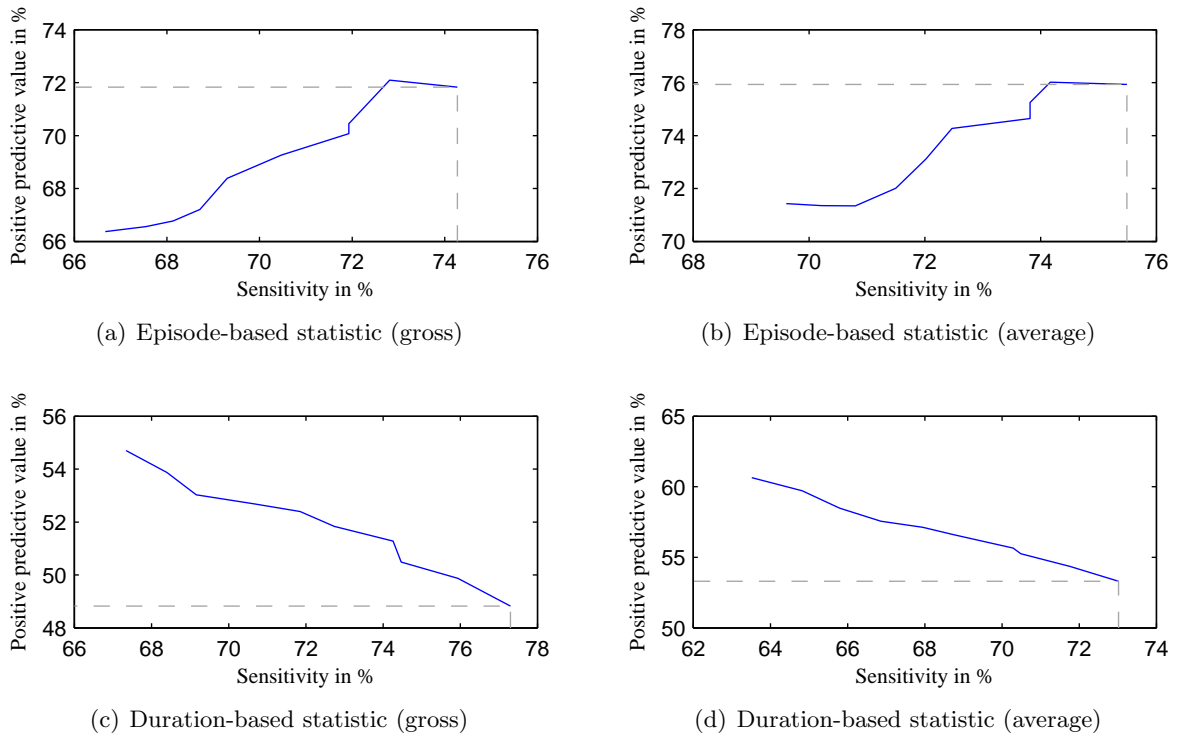 74
72
70
68
66
66 68 70 72 74 76
Positive predictive value in %
Sensitivity in %
(a) Episode-based statistic (gross)
78
76
74
72
70
68 70 72 74 76
Positive predictive value in %
Sensitivity in %
(b) Episode-based statistic (average)
56
54
52
50
48
66 68 70 72 74 76 78
Positive predictive value in %
Sensitivity in %
(c) Duration-based statistic (gross)
65
60
55
50
62 64 66 68 70 72 74
Positive predictive value in %
Sensitivity in %
(d) Duration-based statistic (average)